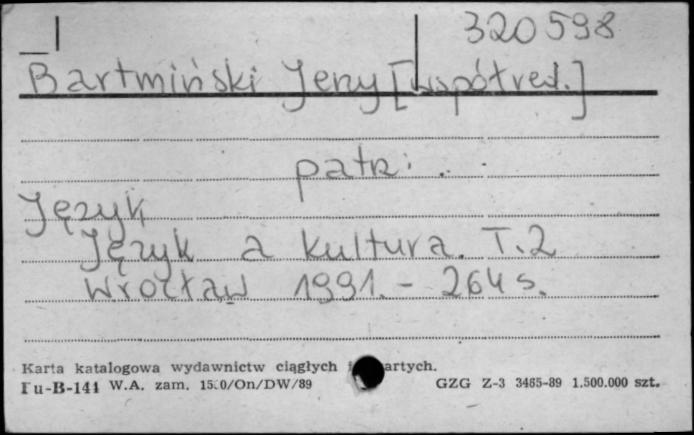 320598
Bartmiński Jerzy [współred.]
patrz:
Język
Język a kultura. T.2
Wrocław 1991. - 264 s.
Karta katalogowa wydawnictw ciągłych i artych.
Pu-B-141 W.A. zam. 15 0/On/DW/89 GZG Z-3 3465-89 1.500.000 szt.